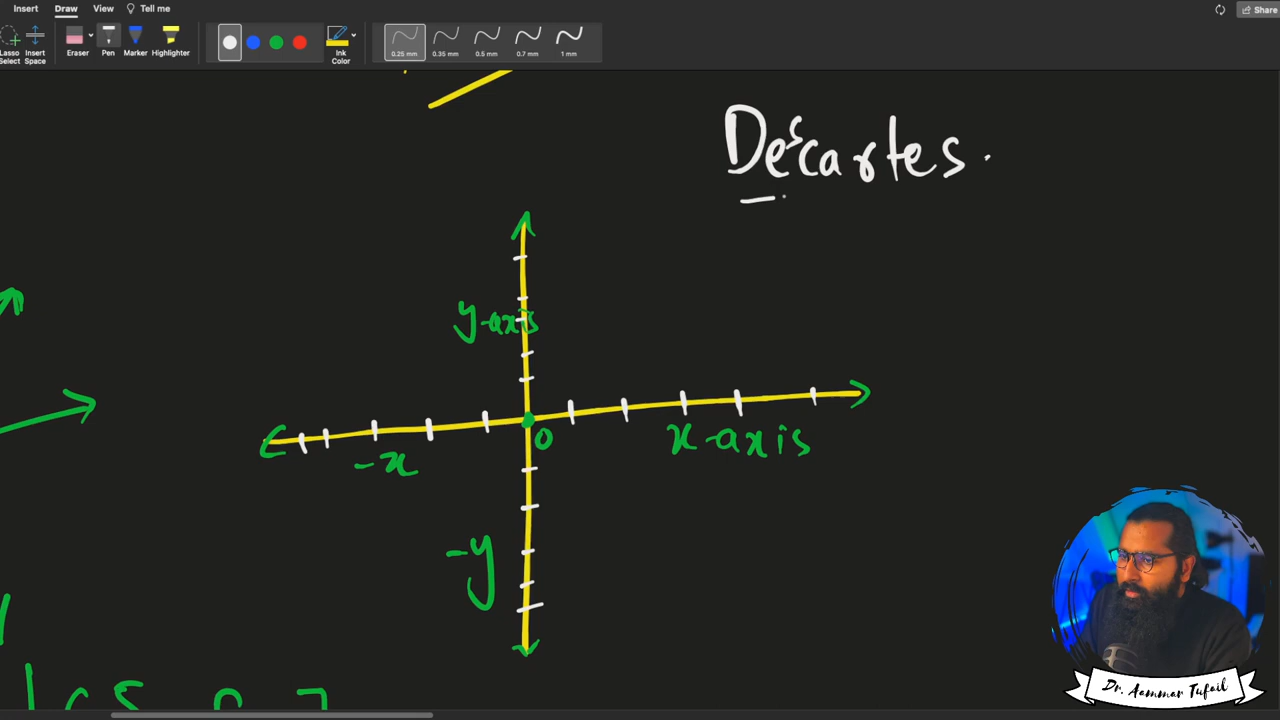 Insert Draw View Tell me
Share
Lasso Select
Insert Space
Eraser
Pen
Marker
Highlighter
Ink Color
0.25 mm
0.35 mm
0.5 mm
0.7 mm
1 mm
Descartes.
y-axis
0
x-axis
-x
-y
Dr. Aammar Tufail